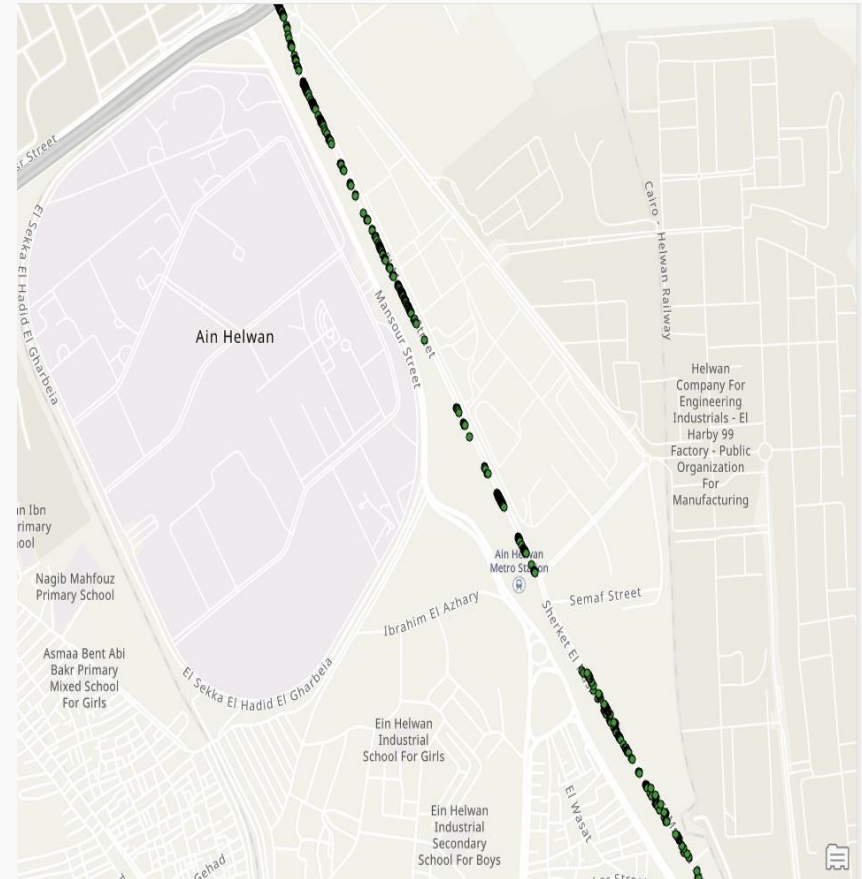 El Sekka El Hadid El Gharbeia
Cairo - Helwan Railway
Mansour Street
Street
Ain Helwan
Helwan
Company For
Engineering
Industrials - El
Harby 99
Factory - Public
Organization
For
Manufacturing
Nagib Mahfouz
Primary School
Metro
Semaf Street
Ibrahim El Azhary
Sherket El
Asmaa Bent Abi
Bakr Primary
Mixed School
For Girls
El Sekka El Hadid El Gharbeia
Ein Helwan
Industrial
School For Girls
El Wasat
Ein Helwan
Industrial
Secondary
School For Boys
Gehad